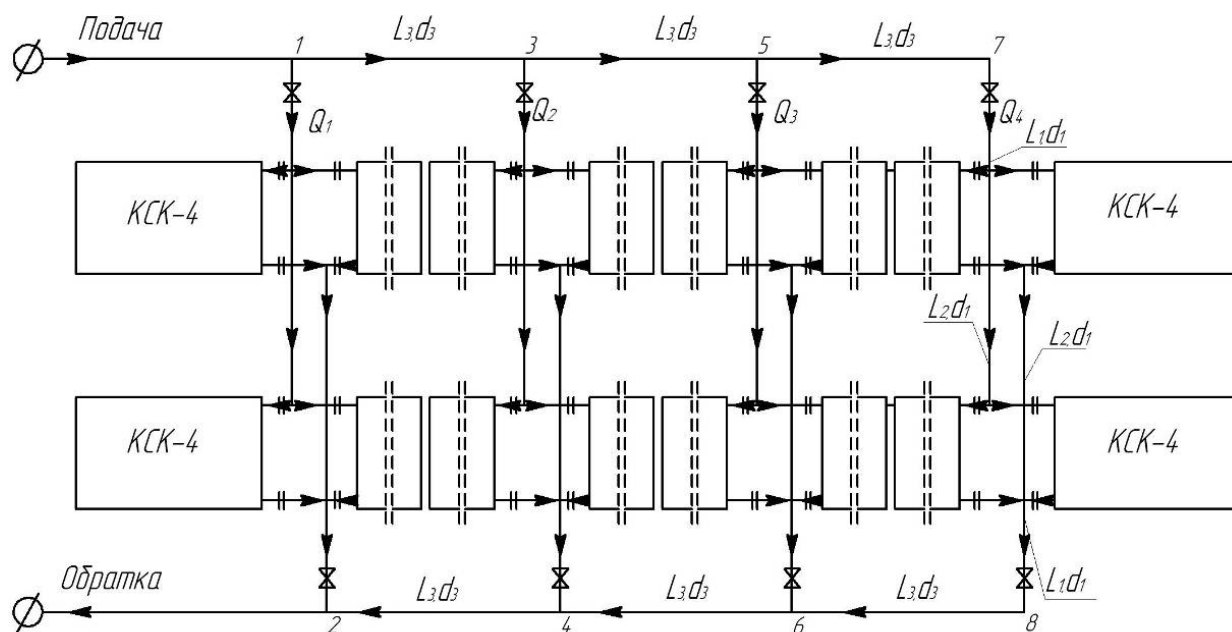 Подача
1
L₃,d₃
3
L₃,d₃
5
L₃,d₃
7
Q₁
Q₂
Q₃
Q₄
L₁,d₁
КСК-4
КСК-4
L₂,d₁
L₂,d₁
КСК-4
КСК-4
Обратка
2
L₃,d₃
4
L₃,d₃
6
L₃,d₃
8
L₁,d₁